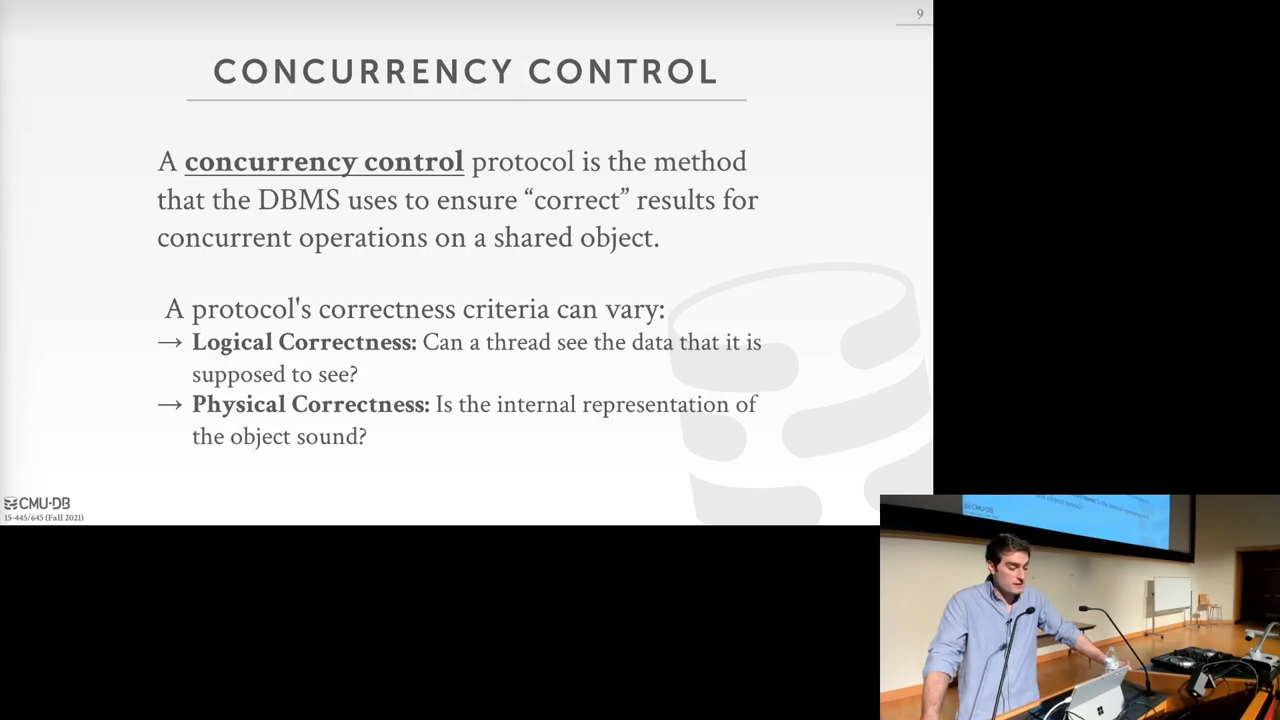 9
CONCURRENCY CONTROL
A concurrency control protocol is the method
that the DBMS uses to ensure “correct” results for
concurrent operations on a shared object.
A protocol's correctness criteria can vary:
→ Logical Correctness: Can a thread see the data that it is
supposed to see?
→ Physical Correctness: Is the internal representation of
the object sound?
CMU·DB
15-445/645 (Fall 2021)